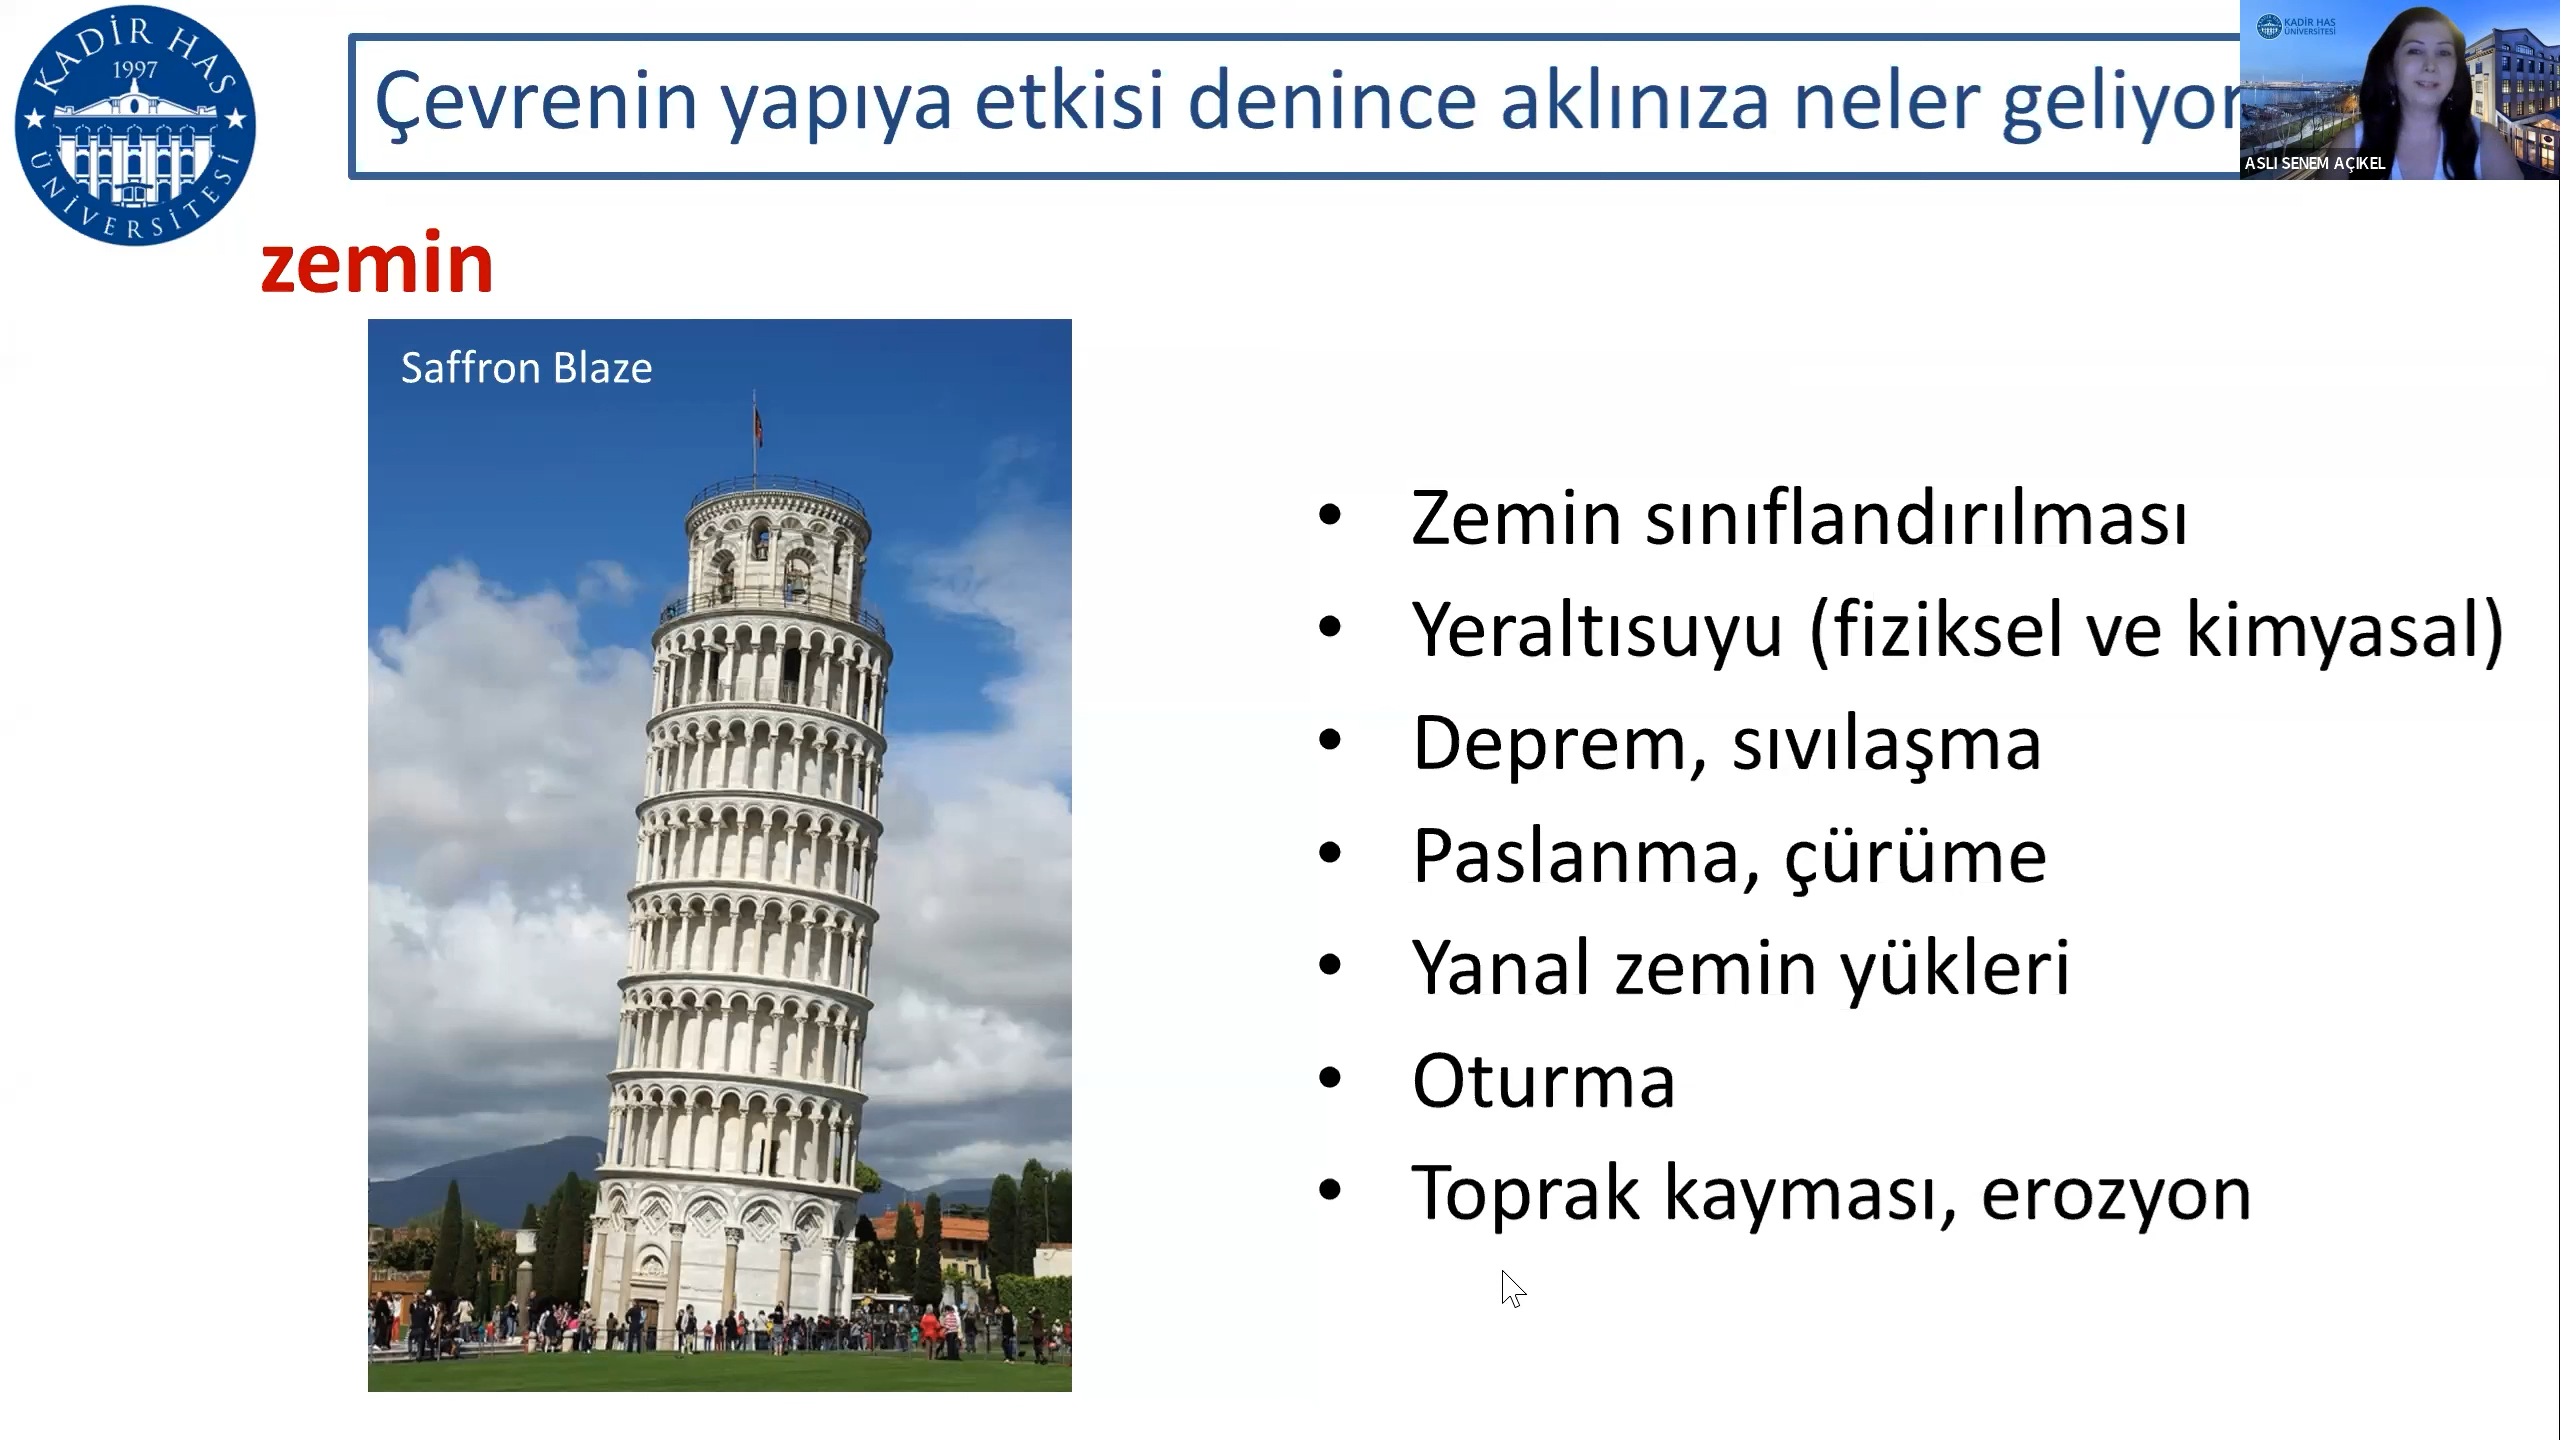 KADİR HAS
1997
ÜNİVERSİTESİ
Çevrenin yapıya etkisi denince aklınıza neler geliyor
KADİR HAS
ÜNİVERSİTESİ
ASLI SENEM AÇIKEL
zemin
Saffron Blaze
• Zemin sınıflandırılması
• Yeraltısuyu (fiziksel ve kimyasal)
• Deprem, sıvılaşma
• Paslanma, çürüme
• Yanal zemin yükleri
• Oturma
• Toprak kayması, erozyon